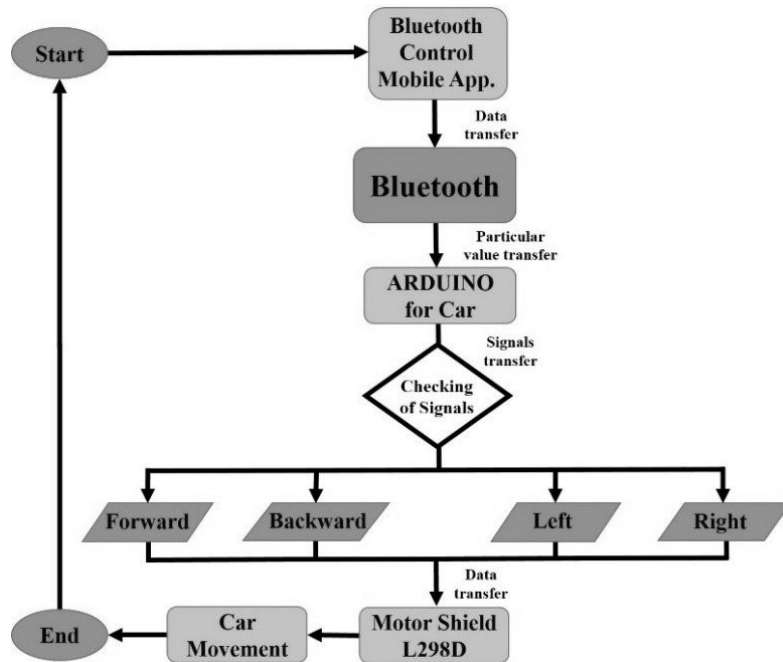 Start
Bluetooth
Control
Mobile App.
Data
transfer
Bluetooth
Particular
value transfer
ARDUINO
for Car
Signals
transfer
Checking
of Signals
Forward
Backward
Left
Right
Data
transfer
Motor Shield
L298D
Car
Movement
End